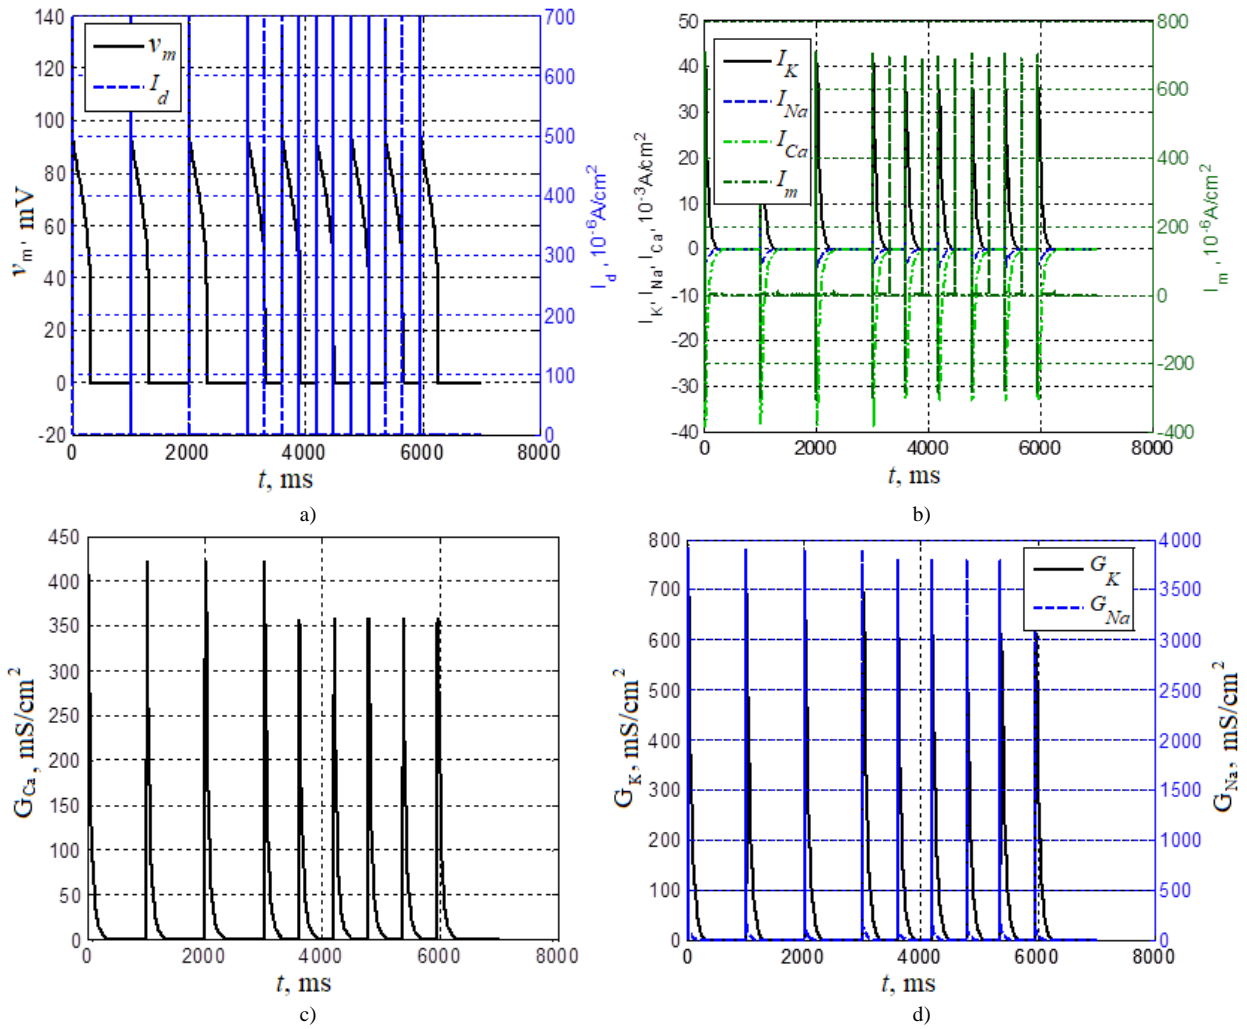 140
120
100
80
60
40
20
0
-20
v_m, mV
v_m
I_d
700
600
500
400
300
200
100
0
I_d, 10^-6A/cm^2
0 2000 4000 6000 8000
t, ms
a)
50
40
30
20
10
0
-10
-20
-30
-40
I_K, I_Na, I_Ca, 10^-3A/cm^2
I_K
I_Na
I_Ca
I_m
800
600
400
200
0
-200
-400
I_m, 10^-6A/cm^2
0 2000 4000 6000 8000
t, ms
b)
450
400
350
300
250
200
150
100
50
0
G_Ca, mS/cm^2
0 2000 4000 6000 8000
t, ms
c)
800
700
600
500
400
300
200
100
0
G_K, mS/cm^2
G_K
G_Na
4000
3500
3000
2500
2000
1500
1000
500
0
G_Na, mS/cm^2
0 2000 4000 6000 8000
t, ms
d)